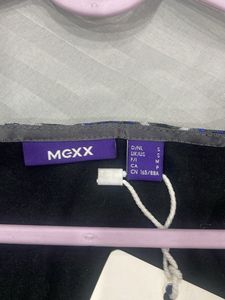 MEXX
D/NL S
UK/US S
F/I M
CA P
CN 165/88A